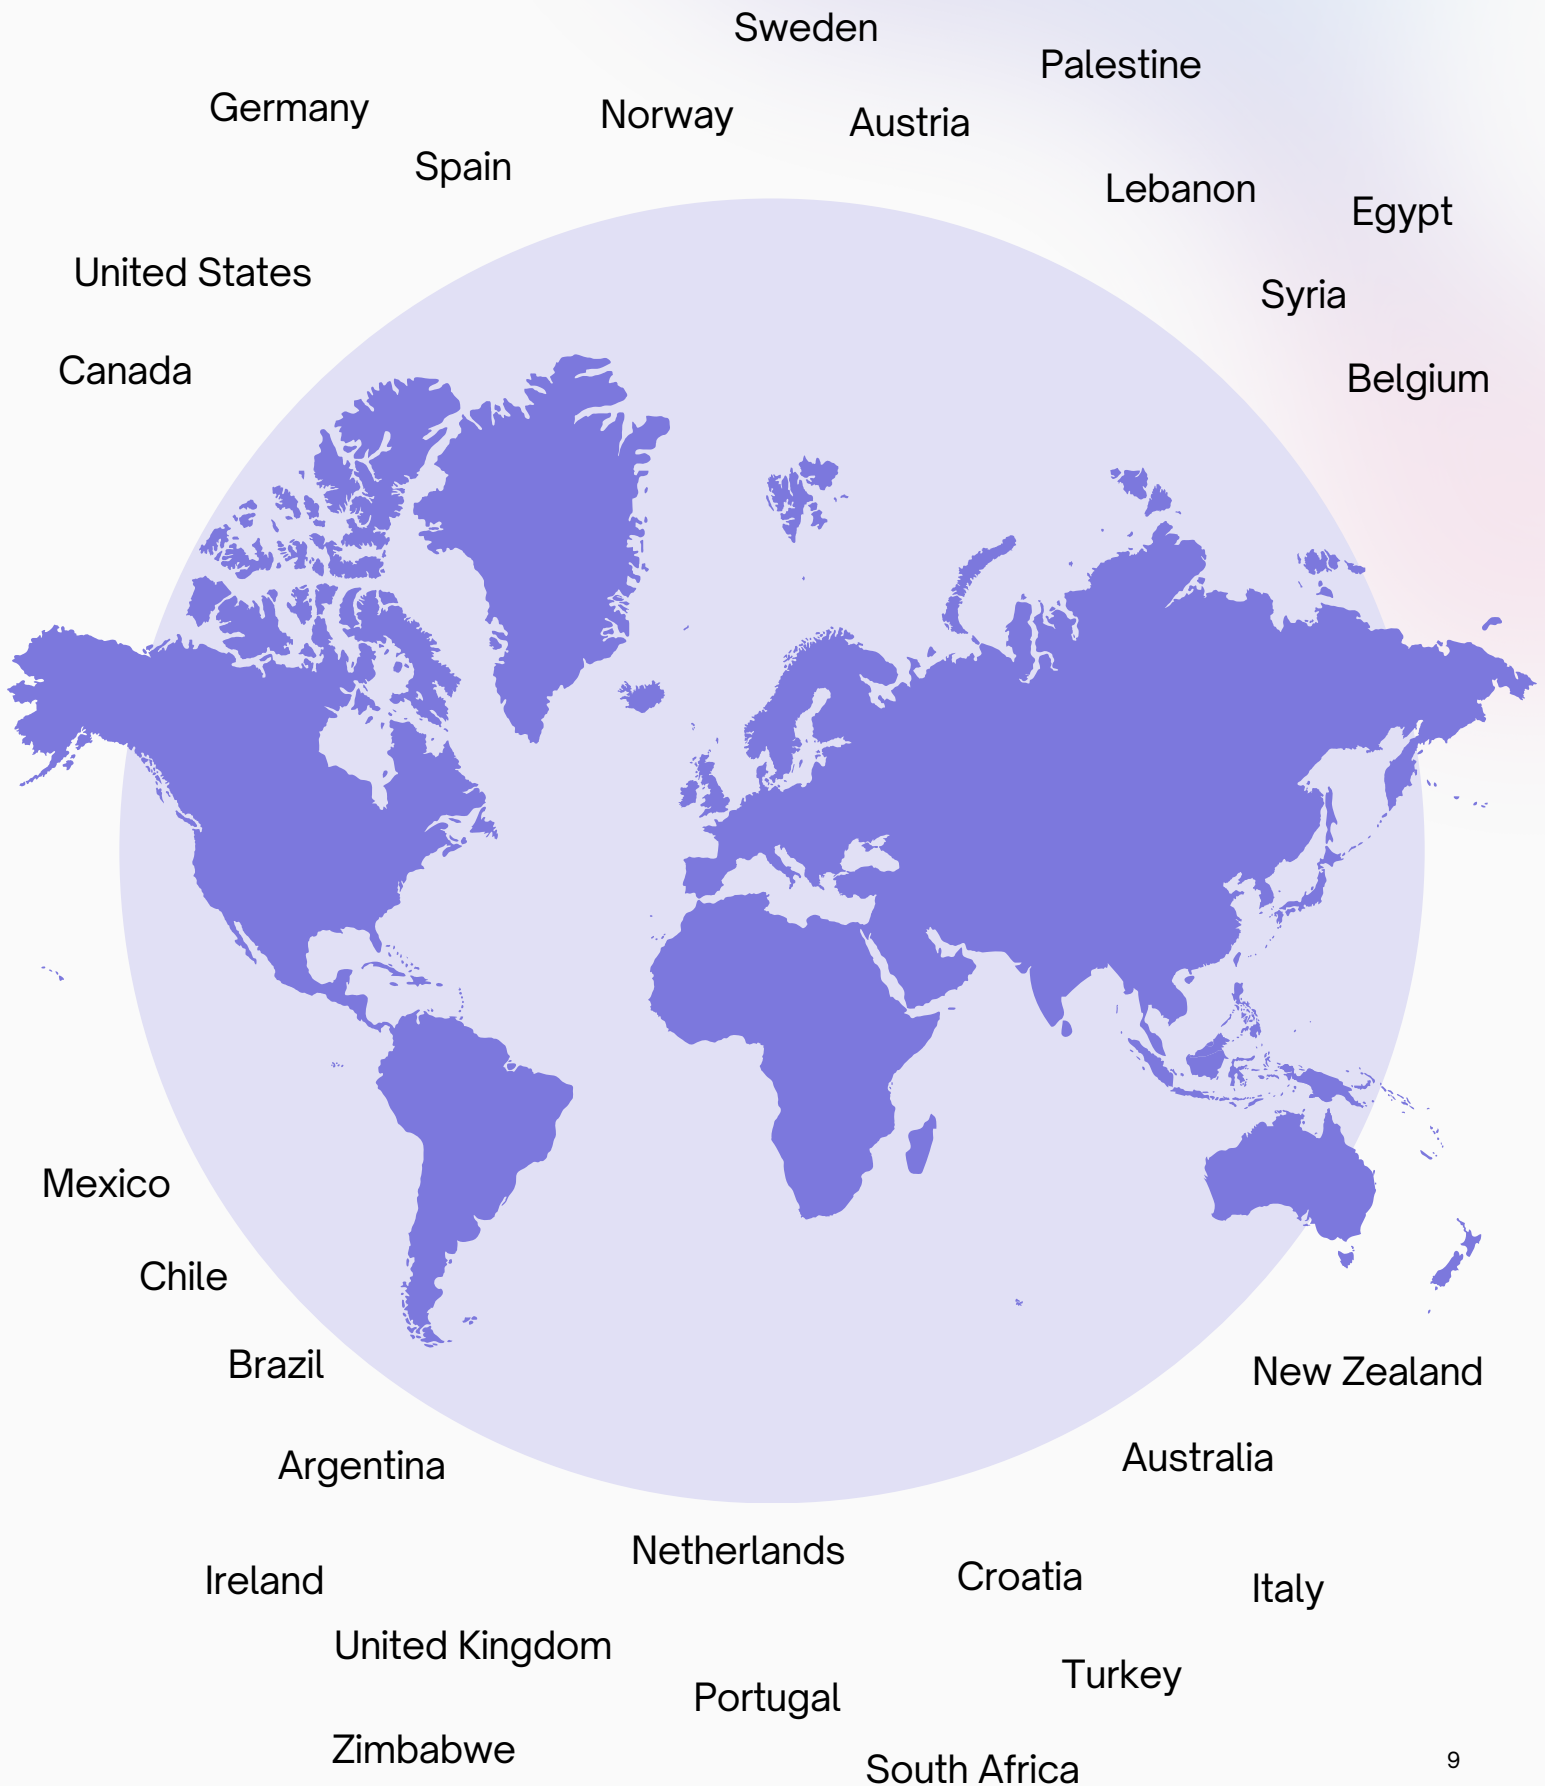 Sweden
Palestine
Germany
Norway
Austria
Spain
Lebanon
Egypt
United States
Syria
Canada
Belgium
Mexico
Chile
Brazil
New Zealand
Argentina
Australia
Netherlands
Croatia
Ireland
Italy
United Kingdom
Turkey
Portugal
Zimbabwe
South Africa
9